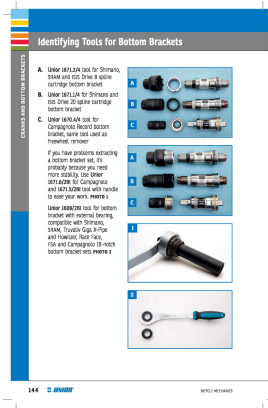 Identifying Tools for Bottom Brackets
CRANKS AND BOTTOM BRACKETS
A. Unior 1671.2/4 tool for Shimano,
SRAM and ISIS Drive 8 spline
cartridge bottom bracket
B. Unior 1671.1/4 for Shimano and
ISIS Drive 20 spline cartridge
bottom bracket
C. Unior 1670.4/4 tool for
Campagnolo Record bottom
bracket, same tool used as
freewheel remover
If you have problems extracting
a bottom bracket set, it's
probably because you need
more stability. Use Unior
1671.6/2BI for Campagnolo
and 1671.5/2BI tool with handle
to ease your work. PHOTO 1
Unior 1609/2BI tool for bottom
bracket with external bearing,
compatible with Shimano,
SRAM, Truvativ Giga X-Pipe
and Howitzer, Race Face,
FSA and Campagnolo 16-notch
bottom bracket sets PHOTO 2
A
B
C
A
B
C
1
2
144 UNIOR
BICYCLE MECHANICS